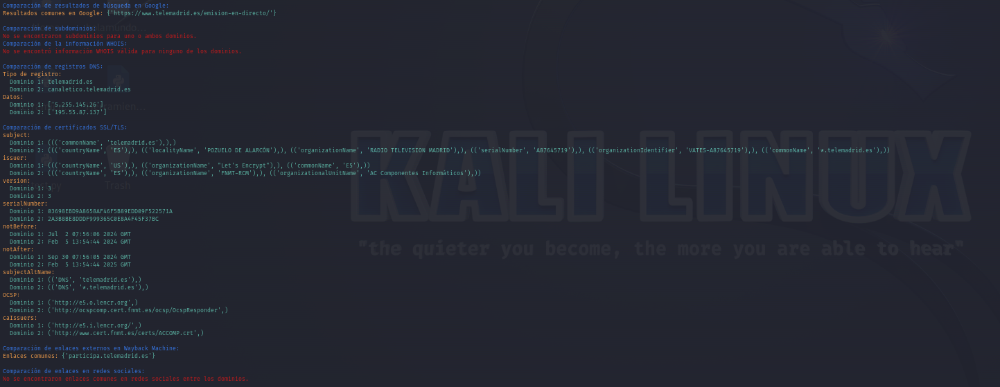 Comparación de resultados de búsqueda en Google:
Resultados comunes en Google: {'https://www.telemadrid.es/emision-en-directo/'}
Comparación de subdominios:
No se encontraron subdominios para uno o ambos dominios.
Comparación de la información WHOIS:
No se encontró información WHOIS válida para ninguno de los dominios.
Comparación de registros DNS:
Tipo de registro:
Dominio 1: telemadrid.es
Dominio 2: canaletico.telemadrid.es
Datos:
Dominio 1: ['5.255.145.26']
Dominio 2: ['195.55.87.137']
Comparación de certificados SSL/TLS:
subject:
Dominio 1: ((('commonName', 'telemadrid.es'),),)
Dominio 2: ((('countryName', 'ES'),), (('localityName', 'POZUELO DE ALARCÓN'),), (('organizationName', 'RADIO TELEVISION MADRID'),), (('serialNumber', 'A87645719'),), (('organizationIdentifier', 'VATES-A87645719'),), (('commonName', '*.telemadrid.es'),))
issuer:
Dominio 1: ((('countryName', 'US'),), (('organizationName', "Let's Encrypt"),), (('commonName', 'E5'),))
Dominio 2: ((('countryName', 'ES'),), (('organizationName', 'FNMT-RCM'),), (('organizationalUnitName', 'AC Componentes Informáticos'),))
version:
Dominio 1: 3
Dominio 2: 3
serialNumber:
Dominio 1: 03698EBD9A8658AF46F5B89EDD09F522571A
Dominio 2: 2A3B8BE8DDDF999365C0E8A4F45F37BC
notBefore:
Dominio 1: Jul  2 07:56:06 2024 GMT
Dominio 2: Feb  5 13:54:44 2024 GMT
notAfter:
Dominio 1: Sep 30 07:56:05 2024 GMT
Dominio 2: Feb  5 13:54:44 2025 GMT
subjectAltName:
Dominio 1: (('DNS', 'telemadrid.es'),)
Dominio 2: (('DNS', '*.telemadrid.es'),)
OCSP:
Dominio 1: ('http://e5.o.lencr.org',)
Dominio 2: ('http://ocspcomp.cert.fnmt.es/ocsp/OcspResponder',)
caIssuers:
Dominio 1: ('http://e5.i.lencr.org/',)
Dominio 2: ('http://www.cert.fnmt.es/certs/ACCOMP.crt',)
Comparación de enlaces externos en Wayback Machine:
Enlaces comunes: {'participa.telemadrid.es'}
Comparación de enlaces en redes sociales:
No se encontraron enlaces comunes en redes sociales entre los dominios.
Trash
KALI LINUX
"the quieter you become, the more you are able to hear"